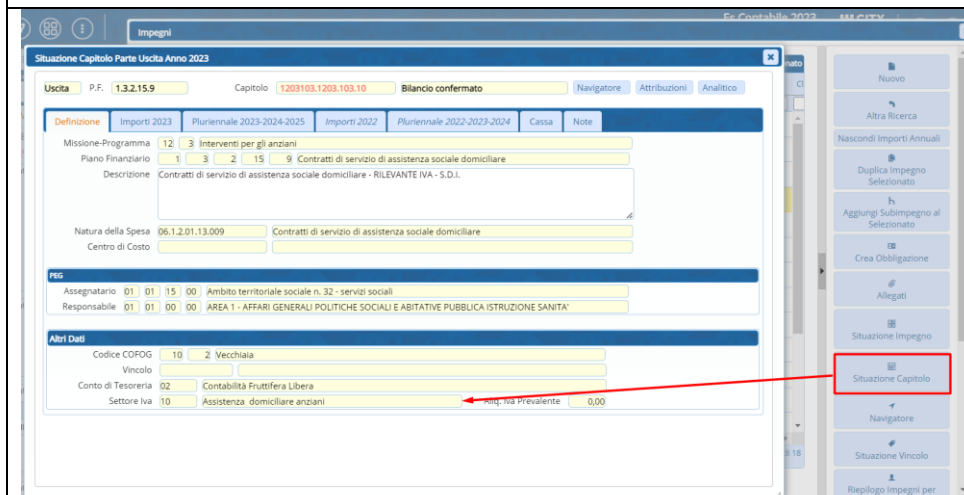 Es Contabile 2023
Impegni
Situazione Capitolo Parte Uscita Anno 2023
Uscita P.F. 1.3.2.15.9 Capitolo 1203103.1203.103.10 Bilancio confermato Navigatore Attribuzioni Analitico
Definizione Importi 2023 Pluriennale 2023-2024-2025 Importi 2022 Pluriennale 2022-2023-2024 Cassa Note
Missione-Programma 12 3 Interventi per gli anziani
Piano Finanziario 1 3 2 15 9 Contratti di servizio di assistenza sociale domiciliare
Descrizione Contratti di servizio di assistenza sociale domiciliare - RILEVANTE IVA - S.D.I.
Natura della Spesa 06.1.2.01.13.009 Contratti di servizio di assistenza sociale domiciliare
Centro di Costo
PEG
Assegnatario 01 01 15 00 Ambito territoriale sociale n. 32 - servizi sociali
Responsabile 01 01 00 00 AREA 1 - AFFARI GENERALI POLITICHE SOCIALI E ABITATIVE PUBBLICA ISTRUZIONE SANITA'
Altri Dati
Codice COFOG 10 2 Vecchiaia
Vincolo
Conto di Tesoreria 02 Contabilità Fruttifera Libera
Settore Iva 10 Assistenza domiciliare anziani Aliq. Iva Prevalente 0,00
Nuovo
Altra Ricerca
Nascondi Importi Annuali
Duplica Impegno
Selezionato
Aggiungi Subimpegno al
Selezionato
Crea Obbligazione
Allegati
Situazione Impegno
Situazione Capitolo
Navigatore
Situazione Vincolo
Riepilogo Impegni per